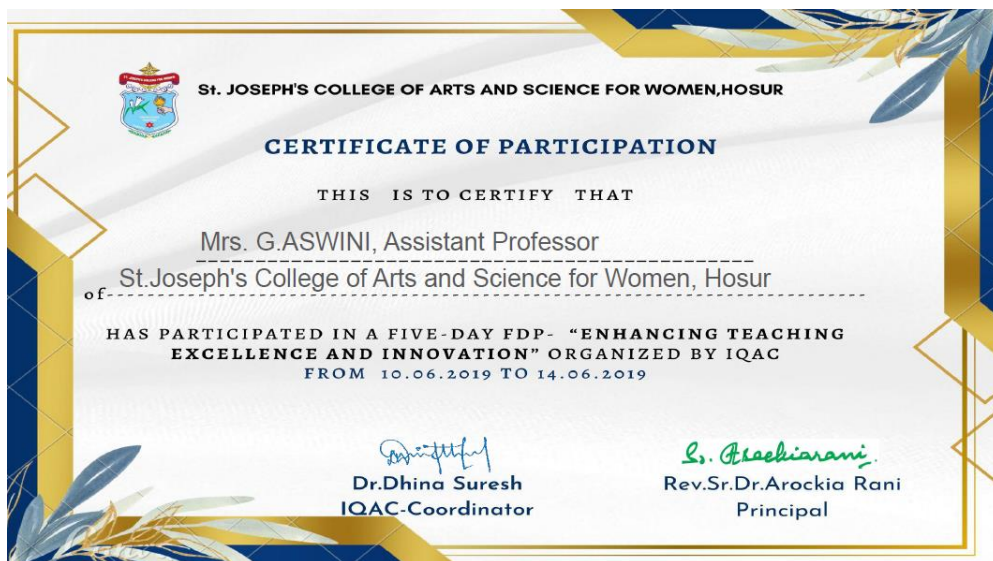 St. JOSEPH'S COLLEGE OF ARTS AND SCIENCE FOR WOMEN,HOSUR
CERTIFICATE OF PARTICIPATION
THIS IS TO CERTIFY THAT
Mrs. G.ASWINI, Assistant Professor
of St.Joseph's College of Arts and Science for Women, Hosur
HAS PARTICIPATED IN A FIVE-DAY FDP- “ENHANCING TEACHING
EXCELLENCE AND INNOVATION” ORGANIZED BY IQAC
FROM 10.06.2019 TO 14.06.2019
Sr. Arockiarani.
Dr.Dhina Suresh
IQAC-Coordinator
Rev.Sr.Dr.Arockia Rani
Principal